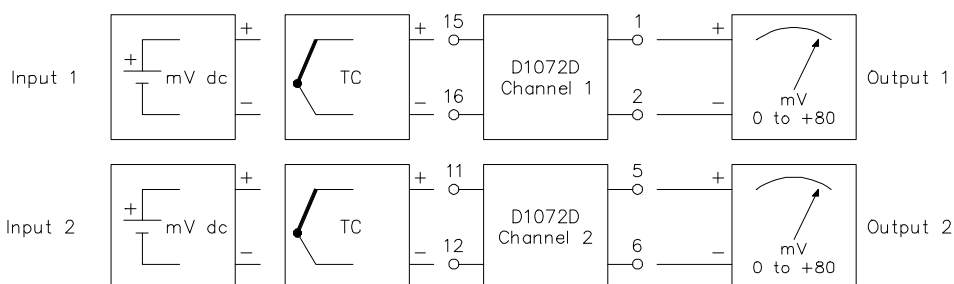 + + 15 1 +
Input 1 + mV dc TC D1072D Output 1
Channel 1
− − 16 2 − mV
0 to +80
+ + 11 5 +
Input 2 + mV dc TC D1072D Output 2
Channel 2
− − 12 6 − mV
0 to +80